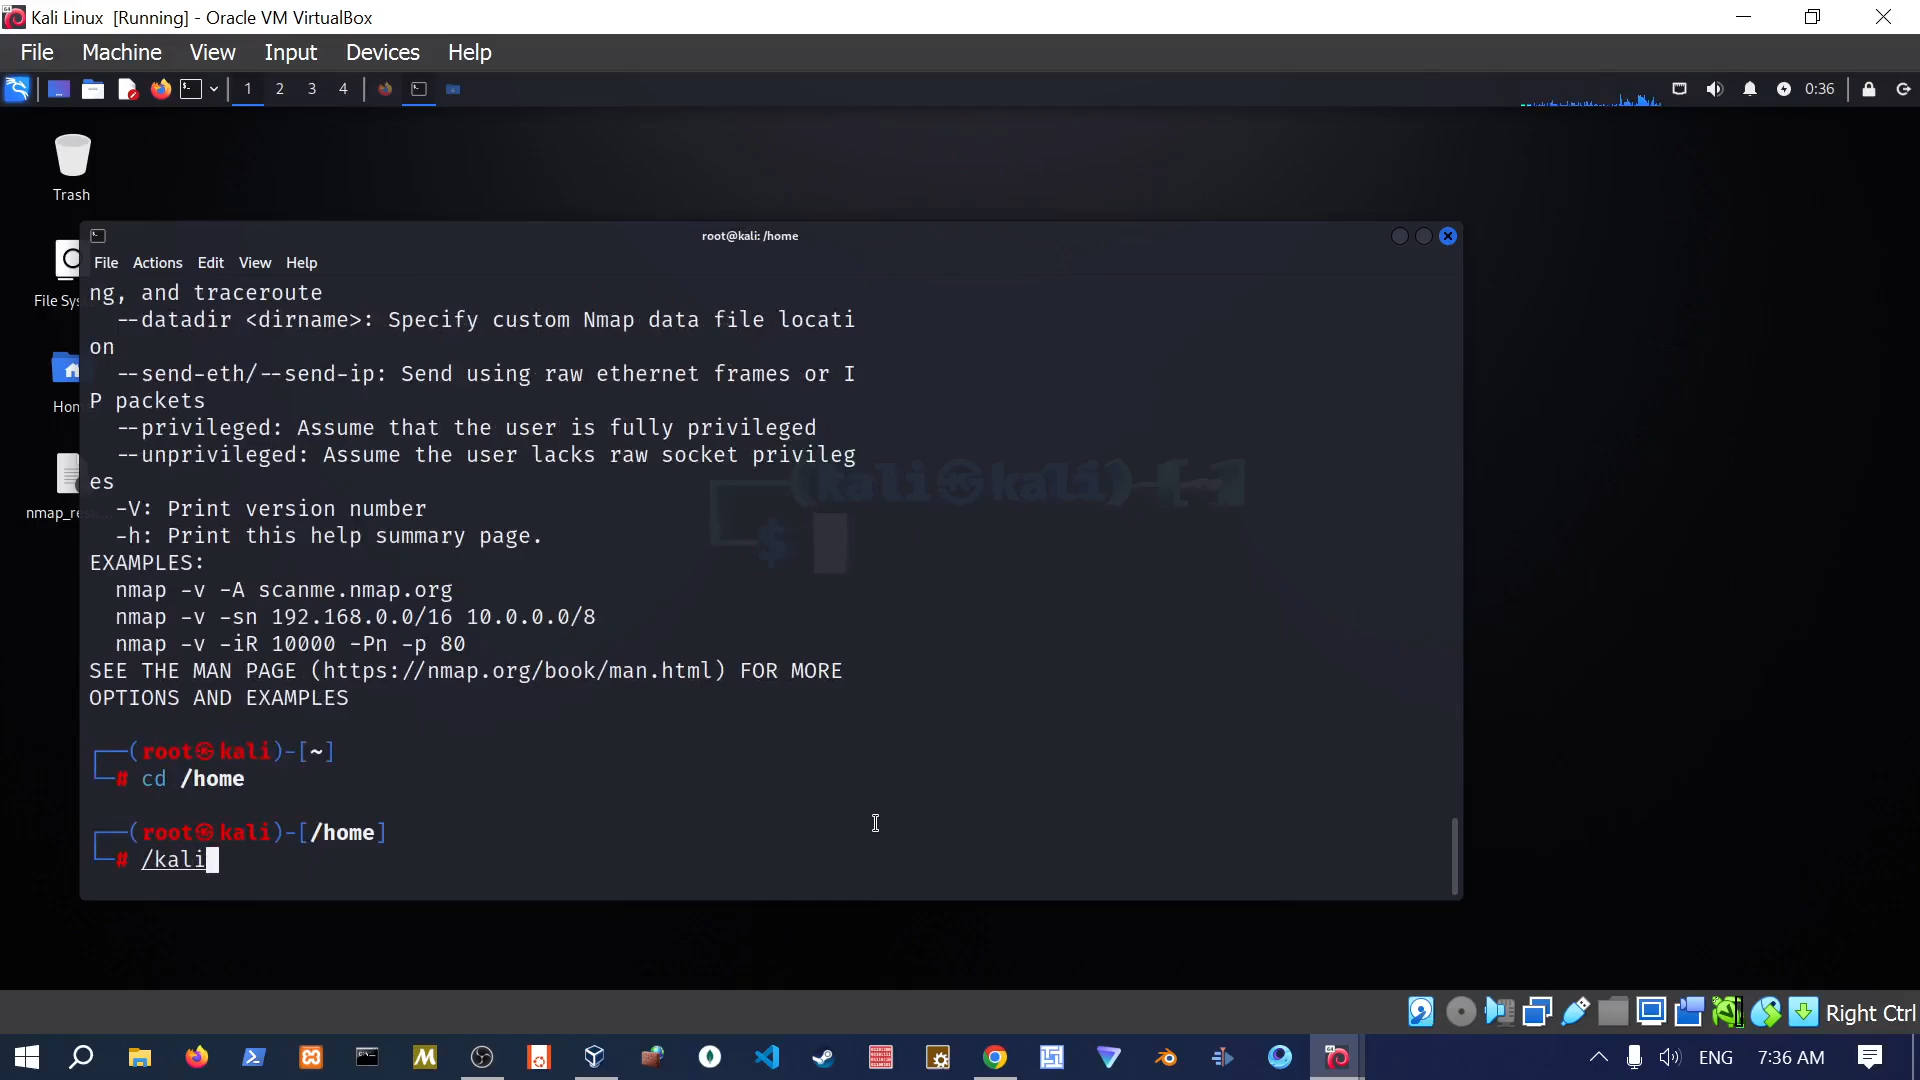 Kali Linux  [Running] - Oracle VM VirtualBox
File Machine View Input Devices Help
1 2 3 4 0:36
Trash
File Sys
Hom
nmap_re
root@kali: /home
File Actions Edit View Help
ng, and traceroute
--datadir <dirname>: Specify custom Nmap data file locati
on
--send-eth/--send-ip: Send using raw ethernet frames or I
P packets
--privileged: Assume that the user is fully privileged
--unprivileged: Assume the user lacks raw socket privileg
es
-V: Print version number
-h: Print this help summary page.
EXAMPLES:
nmap -v -A scanme.nmap.org
nmap -v -sn 192.168.0.0/16 10.0.0.0/8
nmap -v -iR 10000 -Pn -p 80
SEE THE MAN PAGE (https://nmap.org/book/man.html) FOR MORE
OPTIONS AND EXAMPLES
┌──(root㉿kali)-[~]
└─# cd /home
┌──(root㉿kali)-[/home]
└─# /kali
┌──(kali㉿kali)-[~]
└─$
Right Ctrl
ENG 7:36 AM